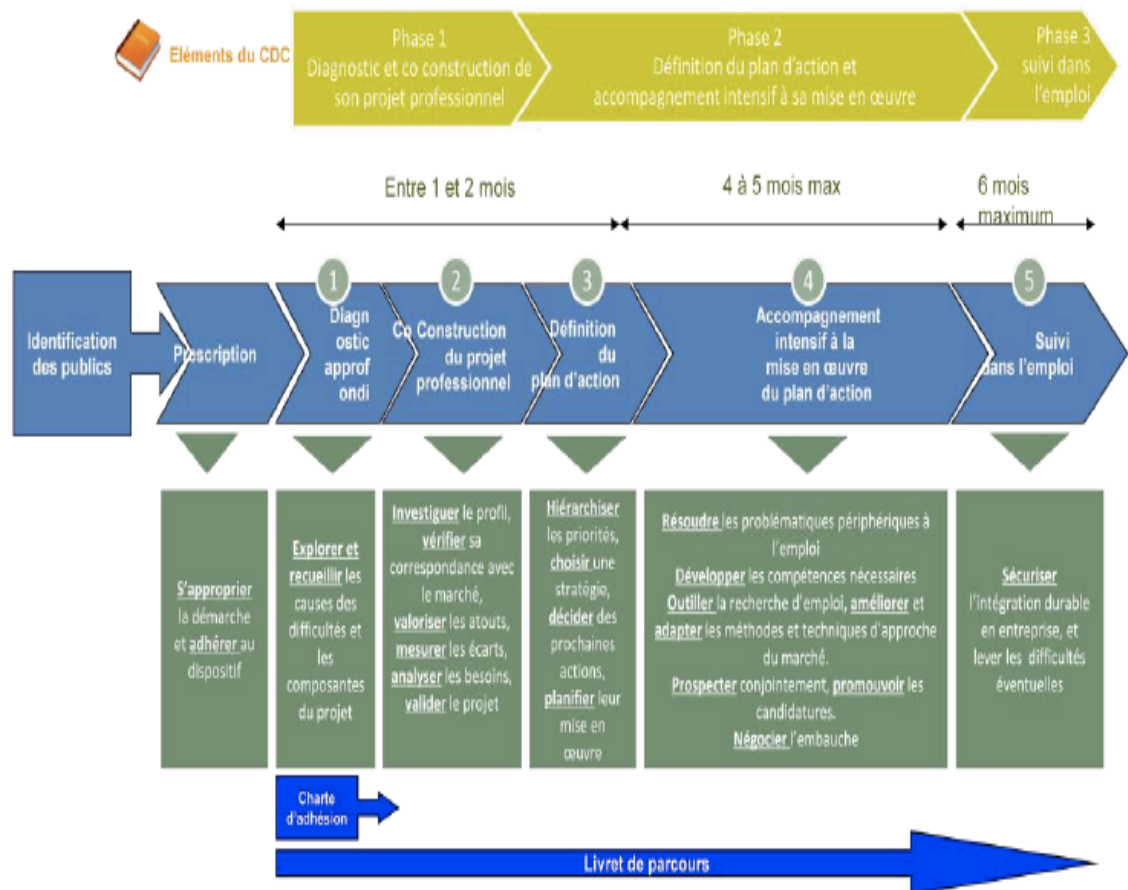 Eléments du CDC
Phase 1
Diagnostic et co construction de
son projet professionnel
Phase 2
Définition du plan d'action et
accompagnement intensif à sa mise en œuvre
Phase 3
suivi dans
l'emploi
Entre 1 et 2 mois
4 à 5 mois max
6 mois
maximum
Identification
des publics
Prescription
1
Diagn
ostic
approf
ondi
2
Co Construction
du projet
professionnel
3
Définition
du
plan d'action
4
Accompagnement
intensif à la
mise en œuvre
du plan d'action
5
Suivi
dans l'emploi
S'approprier
la démarche
et adhérer au
dispositif
Explorer et
recueillir les
causes des
difficultés et
les
composantes
du projet
Investiguer le profil,
vérifier sa
correspondance avec
le marché,
valoriser les atouts,
mesurer les écarts,
analyser les besoins,
valider le projet
Hiérarchiser
les priorités,
choisir une
stratégie,
décider des
prochaines
actions,
planifier leur
mise en
œuvre
Résoudre les problématiques périphériques à
l'emploi
Développer les compétences nécessaires
Outiller la recherche d'emploi, améliorer et
adapter les méthodes et techniques d'approche
du marché.
Prospecter conjointement, promouvoir les
candidatures.
Négocier l'embauche
Sécuriser
l'intégration durable
en entreprise, et
lever les difficultés
éventuelles
Charte
d'adhésion
Livret de parcours